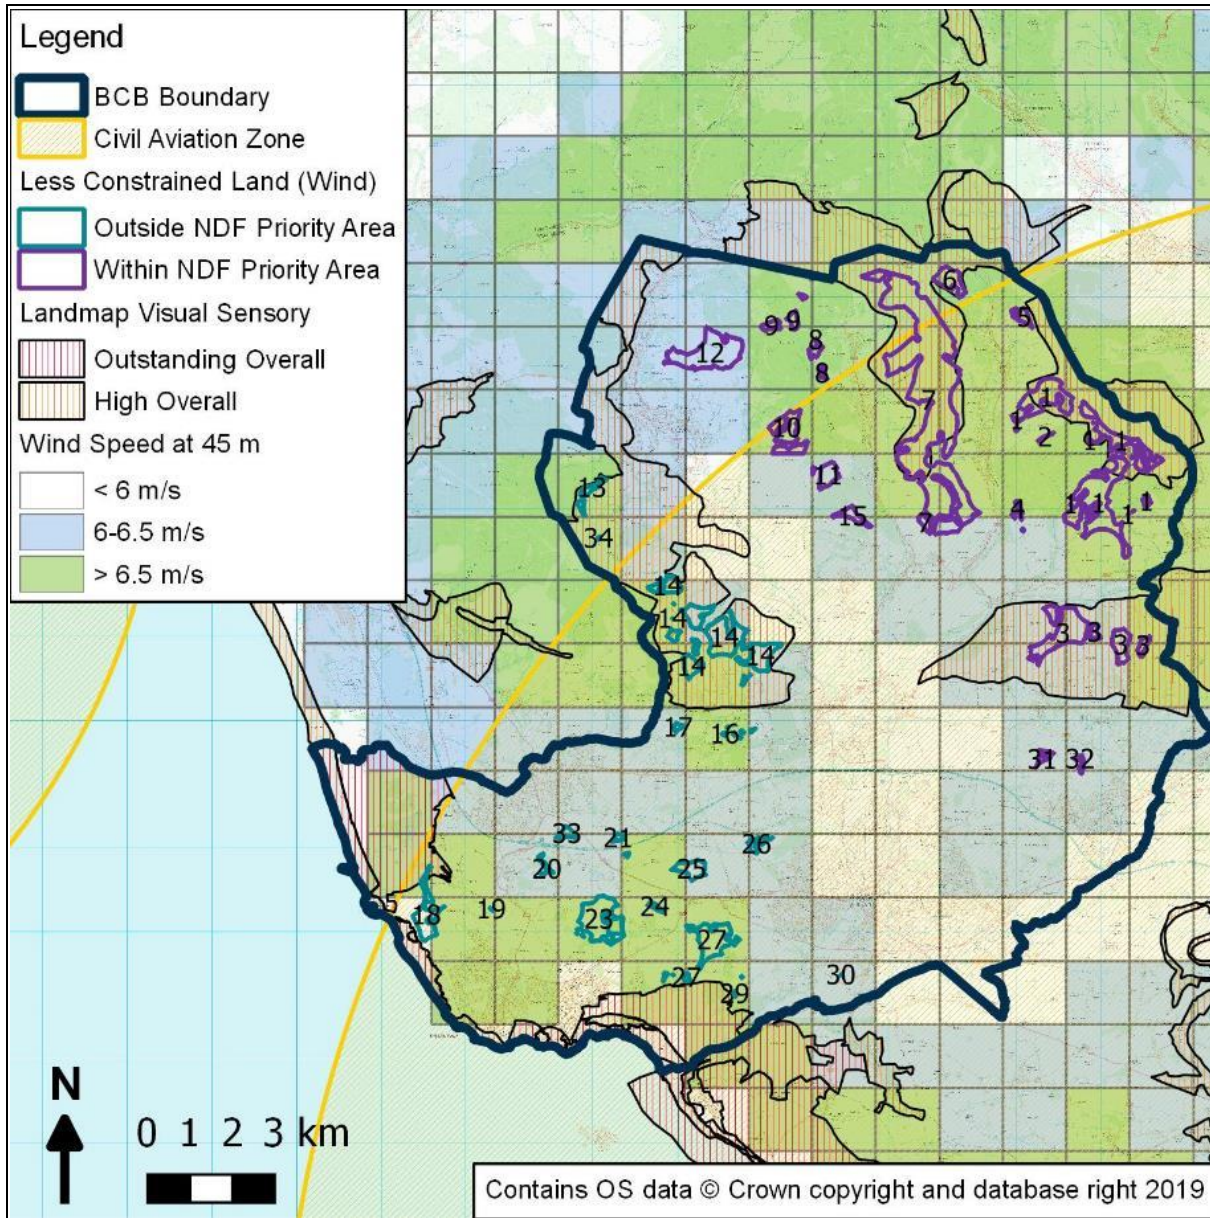 Legend
BCB Boundary
Civil Aviation Zone
Less Constrained Land (Wind)
Outside NDF Priority Area
Within NDF Priority Area
Landmap Visual Sensory
Outstanding Overall
High Overall
Wind Speed at 45 m
< 6 m/s
6-6.5 m/s
> 6.5 m/s
6
9 9 5
8
12
8
1
7 1
10 2 1 1
11
13
1 1 1
4
15 7 1
34
14
14
14 3 3
3 3
14 14
17 16
31 32
33 21 26
20 25
5 19 24
18 23
27
27 30
29
N
0 1 2 3 km
Contains OS data © Crown copyright and database right 2019